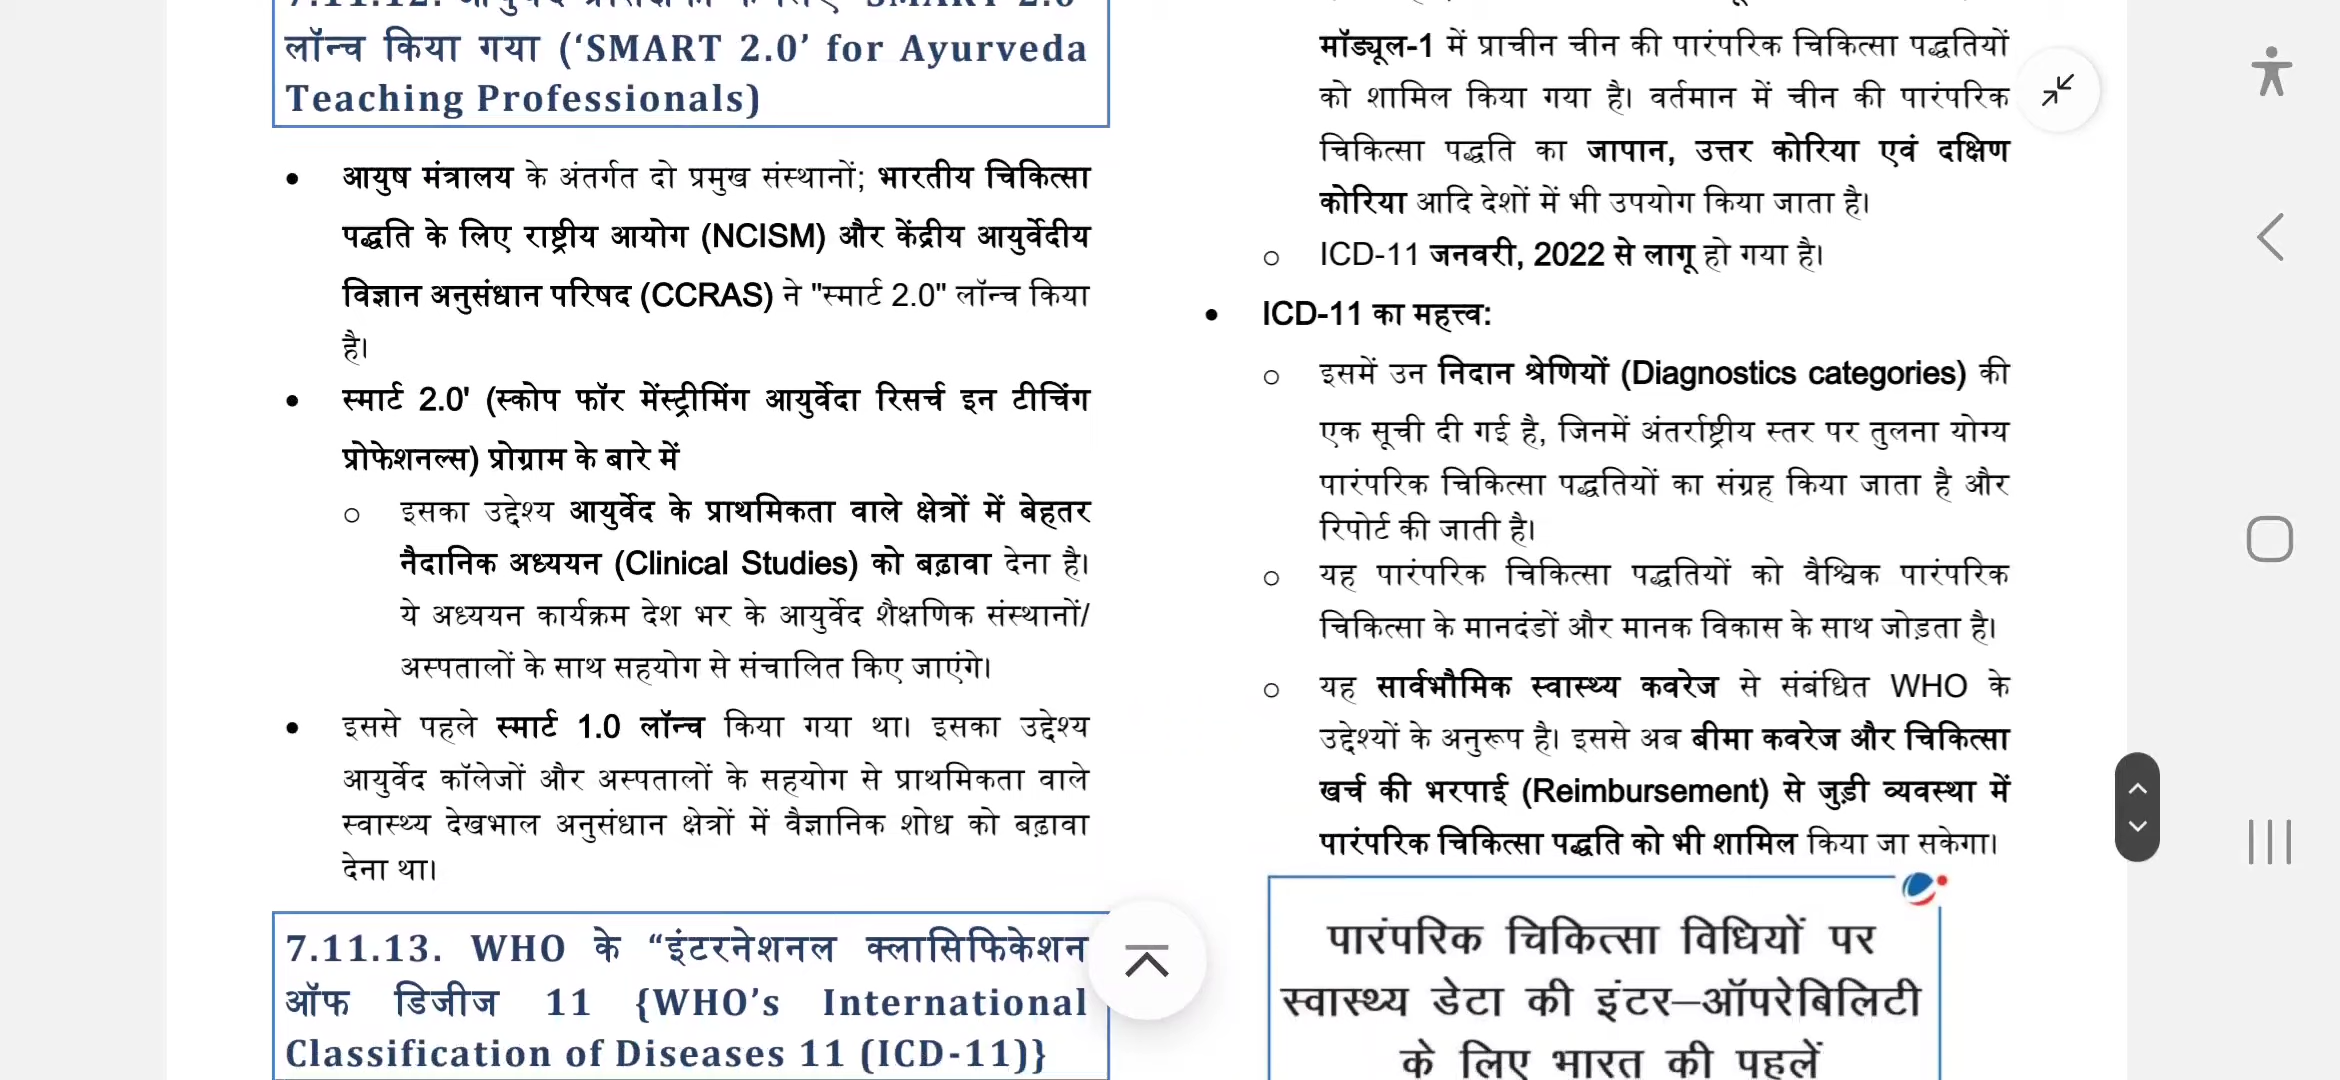 लॉन्च किया गया (‘SMART 2.0’ for Ayurveda
Teaching Professionals)
आयुष मंत्रालय के अंतर्गत दो प्रमुख संस्थानों; भारतीय चिकित्सा
पद्धति के लिए राष्ट्रीय आयोग (NCISM) और केंद्रीय आयुर्वेदीय
विज्ञान अनुसंधान परिषद (CCRAS) ने "स्मार्ट 2.0" लॉन्च किया
है।
स्मार्ट 2.0' (स्कोप फॉर मेंस्ट्रीमिंग आयुर्वेदा रिसर्च इन टीचिंग
प्रोफेशनल्स) प्रोग्राम के बारे में
इसका उद्देश्य आयुर्वेद के प्राथमिकता वाले क्षेत्रों में बेहतर
नैदानिक अध्ययन (Clinical Studies) को बढ़ावा देना है।
ये अध्ययन कार्यक्रम देश भर के आयुर्वेद शैक्षणिक संस्थानों/
अस्पतालों के साथ सहयोग से संचालित किए जाएंगे।
इससे पहले स्मार्ट 1.0 लॉन्च किया गया था। इसका उद्देश्य
आयुर्वेद कॉलेजों और अस्पतालों के सहयोग से प्राथमिकता वाले
स्वास्थ्य देखभाल अनुसंधान क्षेत्रों में वैज्ञानिक शोध को बढ़ावा
देना था।
7.11.13. WHO के “इंटरनेशनल क्लासिफिकेशन
ऑफ डिजीज 11 {WHO’s International
Classification of Diseases 11 (ICD-11)}
मॉड्यूल-1 में प्राचीन चीन की पारंपरिक चिकित्सा पद्धतियों
को शामिल किया गया है। वर्तमान में चीन की पारंपरिक
चिकित्सा पद्धति का जापान, उत्तर कोरिया एवं दक्षिण
कोरिया आदि देशों में भी उपयोग किया जाता है।
ICD-11 जनवरी, 2022 से लागू हो गया है।
ICD-11 का महत्त्व:
इसमें उन निदान श्रेणियों (Diagnostics categories) की
एक सूची दी गई है, जिनमें अंतर्राष्ट्रीय स्तर पर तुलना योग्य
पारंपरिक चिकित्सा पद्धतियों का संग्रह किया जाता है और
रिपोर्ट की जाती है।
यह पारंपरिक चिकित्सा पद्धतियों को वैश्विक पारंपरिक
चिकित्सा के मानदंडों और मानक विकास के साथ जोड़ता है।
यह सार्वभौमिक स्वास्थ्य कवरेज से संबंधित WHO के
उद्देश्यों के अनुरूप है। इससे अब बीमा कवरेज और चिकित्सा
खर्च की भरपाई (Reimbursement) से जुड़ी व्यवस्था में
पारंपरिक चिकित्सा पद्धति को भी शामिल किया जा सकेगा।
पारंपरिक चिकित्सा विधियों पर
स्वास्थ्य डेटा की इंटर–ऑपरेबिलिटी
के लिए भारत की पहलें